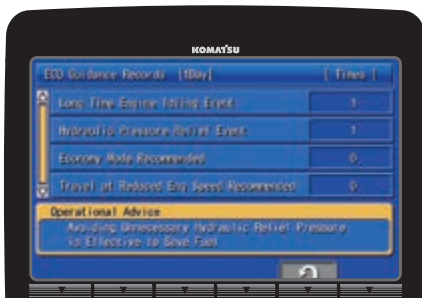 KOMATSU
ECO Guidance Records [1Day] [ Times ]
Long Time Engine Idling Event 1
Hydraulic Pressure Relief Event 1
Economy Mode Recommended 0
Travel at Reduced Eng Speed Recommended 0
Operational Advice
Avoiding Unnecessary Hydraulic Relief Pressure
is Effective to Save Fuel